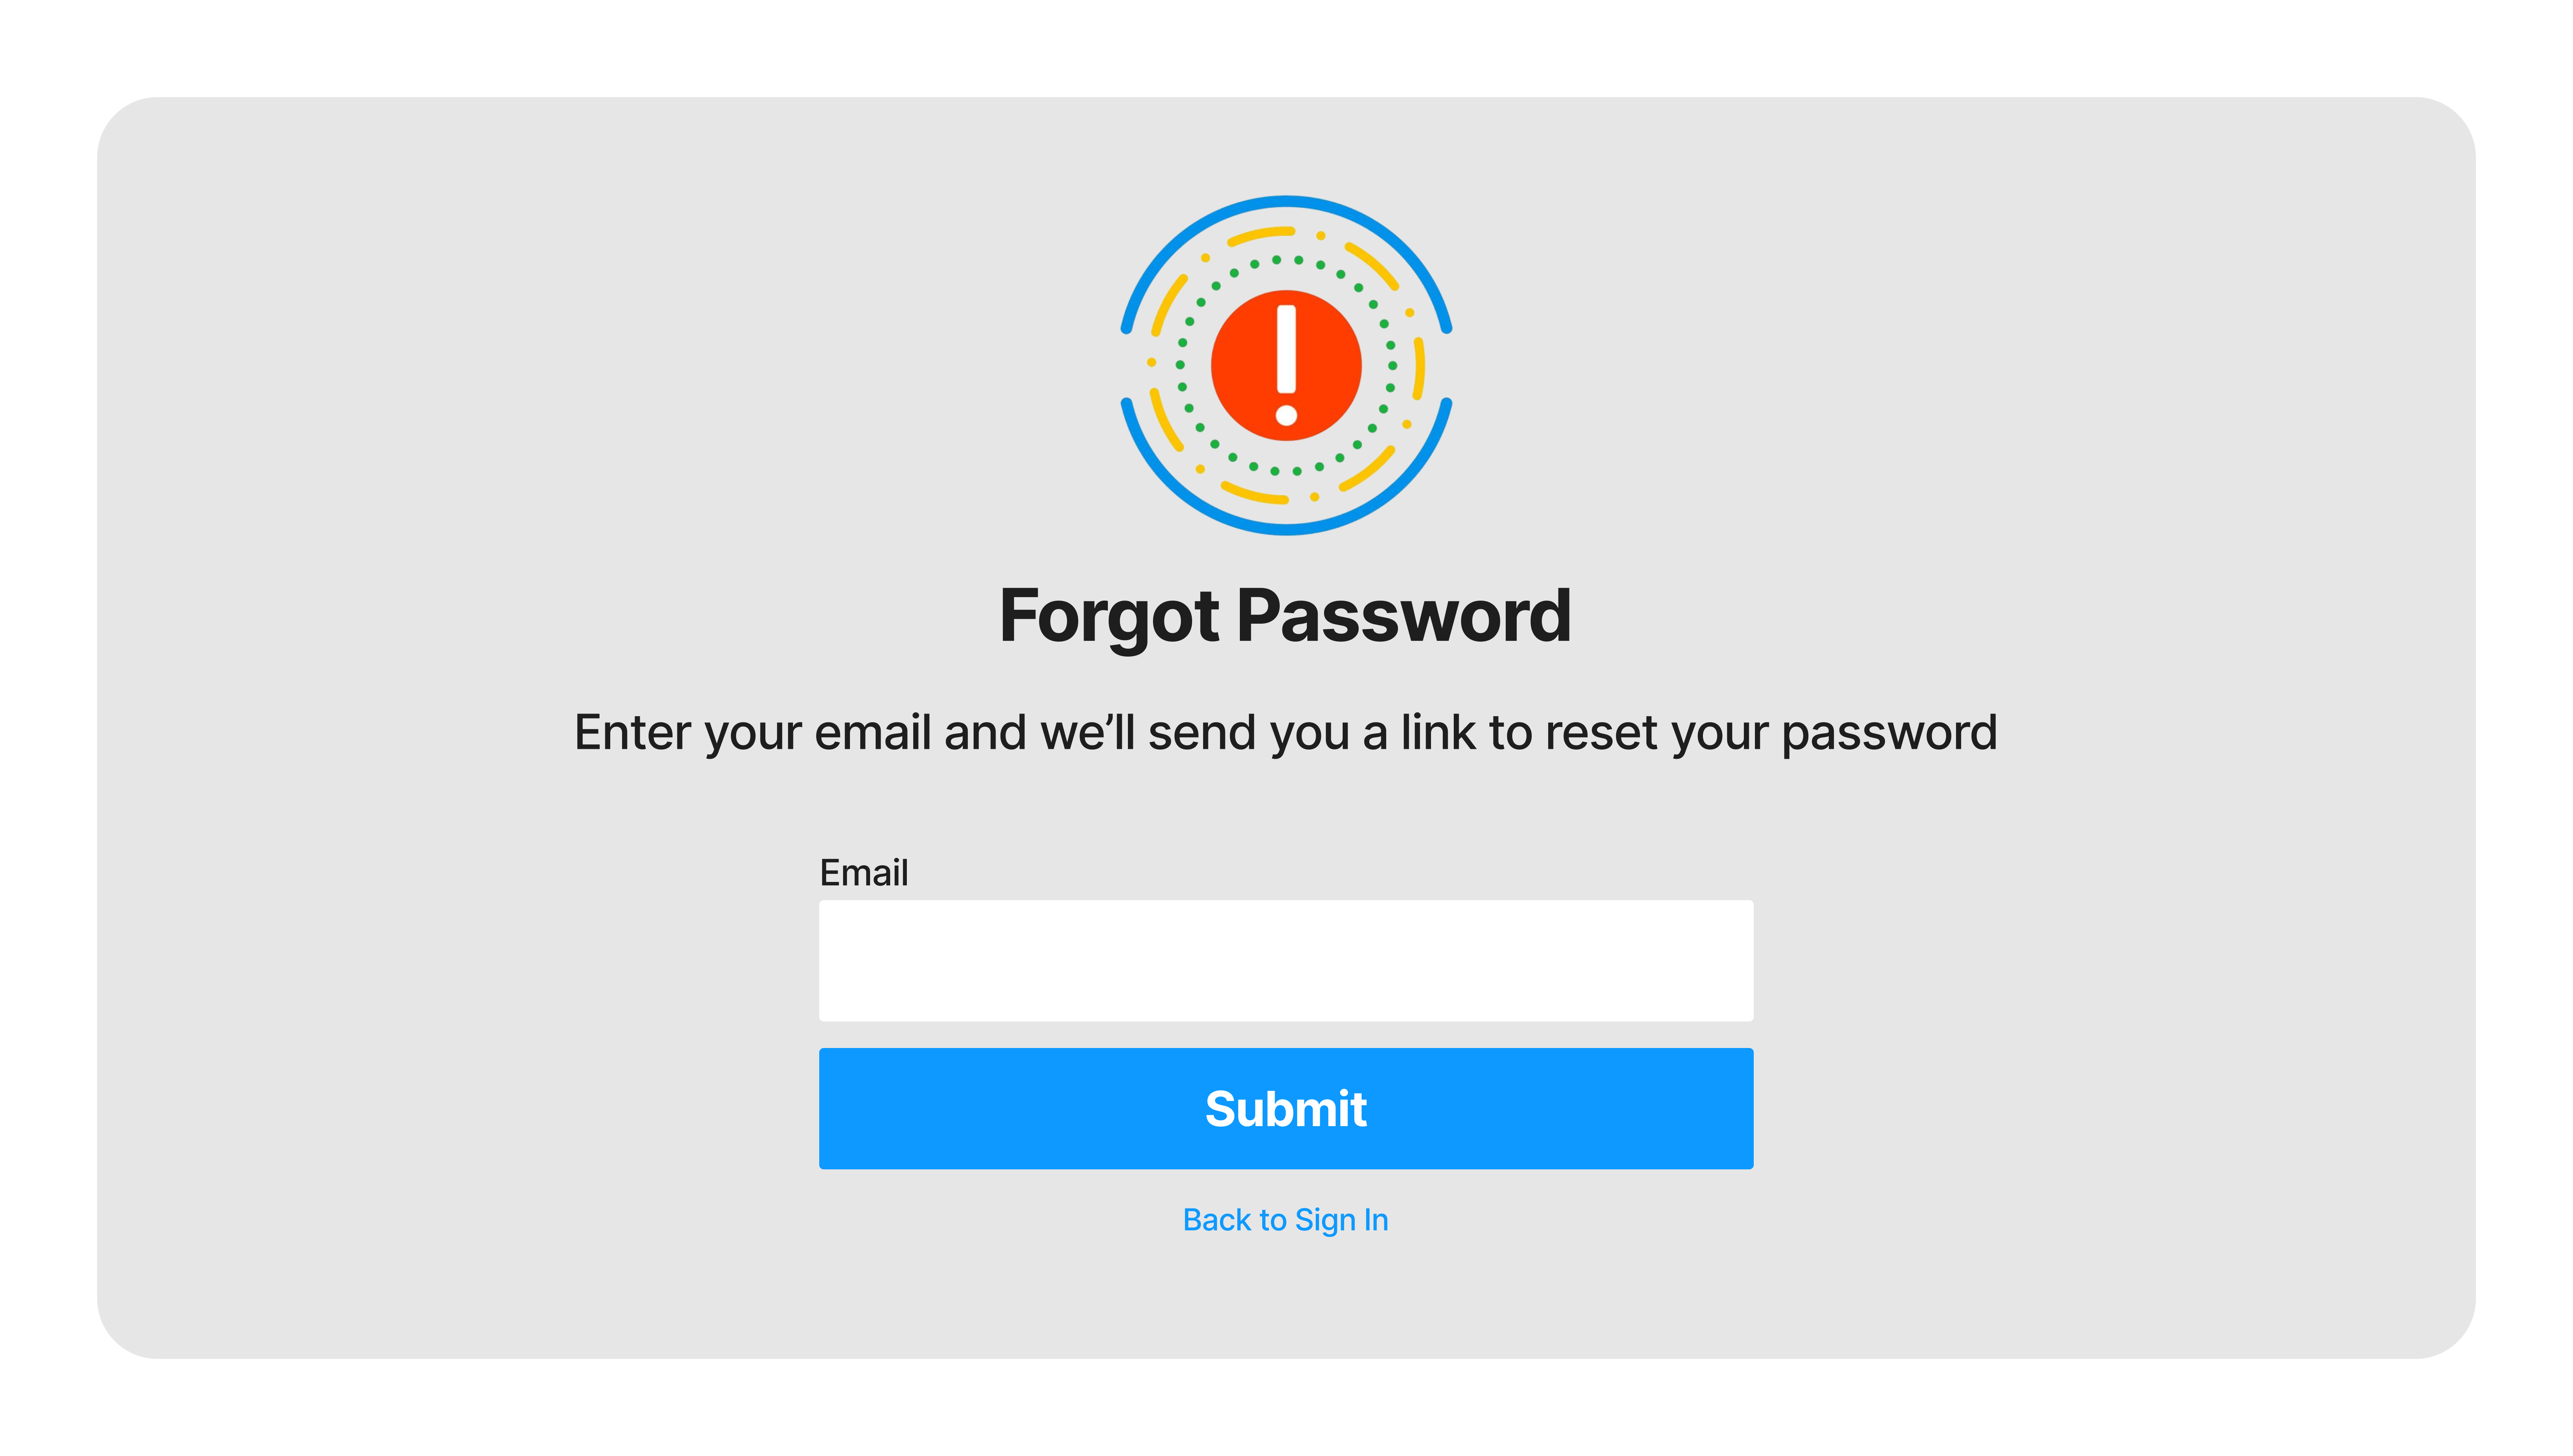 !
Forgot Password
Enter your email and we’ll send you a link to reset your password
Email
Submit
Back to Sign In